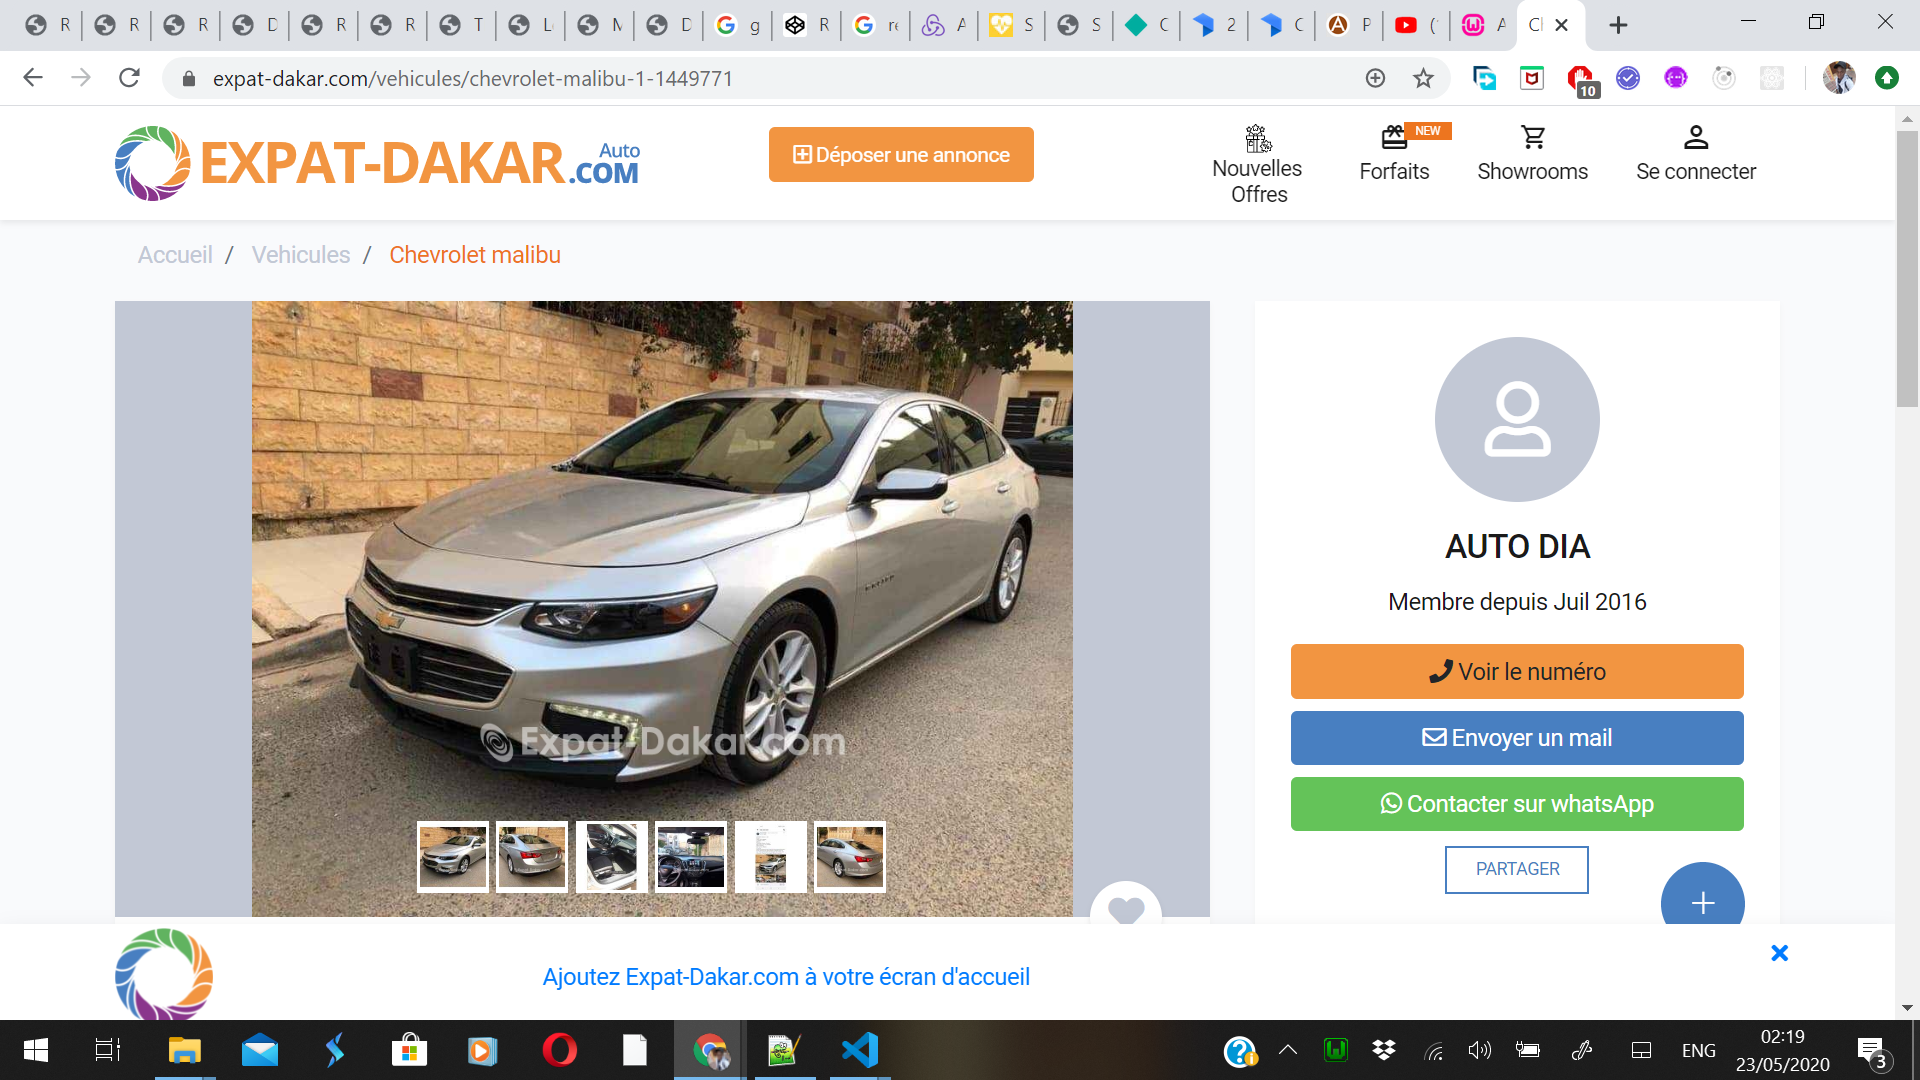 R
R
R
D
R
R
T
L
M
D
g
R
re
A
S
S
C
2
C
P
(
A
Cl
expat-dakar.com/vehicules/chevrolet-malibu-1-1449771
10
EXPAT-DAKAR.COM
Auto
Déposer une annonce
Nouvelles
Offres
NEW
Forfaits
Showrooms
Se connecter
Accueil / Vehicules / Chevrolet malibu
Expat-Dakar.com
AUTO DIA
Membre depuis Juil 2016
Voir le numéro
Envoyer un mail
Contacter sur whatsApp
PARTAGER
Ajoutez Expat-Dakar.com à votre écran d'accueil
ENG
02:19
23/05/2020
3